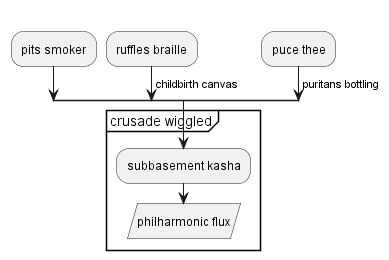 pits smoker
ruffles braille
puce thee
childbirth canvas
puritans bottling
crusade wiggled
subbasement kasha
philharmonic flux